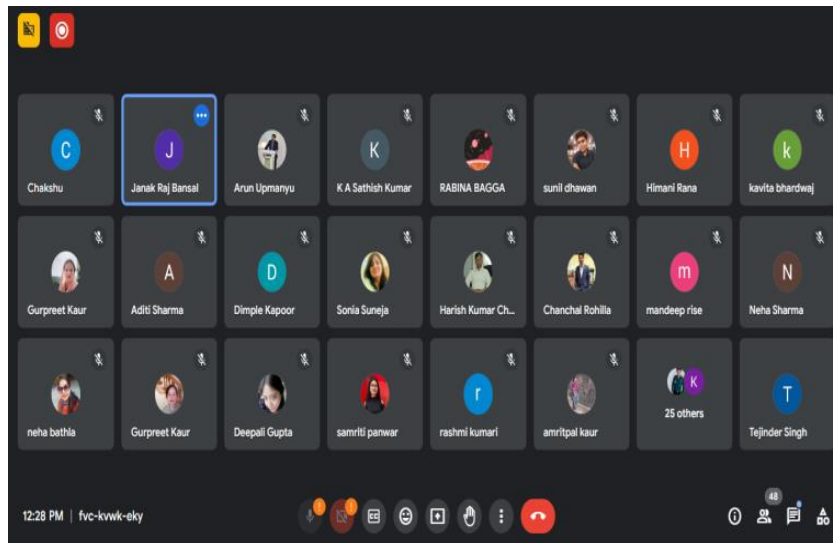 C J K H k
Chakshu Janak Raj Bansal Arun Upmanyu K A Sathish Kumar RABINA BAGGA sunil dhawan Himani Rana kavita bhardwaj
A D m N
Gurpreet Kaur Aditi Sharma Dimple Kapoor Sonia Suneja Harish Kumar Ch... Chanchal Rohilla mandeep rise Neha Sharma
r K T
neha bathla Gurpreet Kaur Deepali Gupta samriti panwar rashmi kumari amritpal kaur 25 others Tejinder Singh
48
12:28 PM | fvc-kvwk-eky CC